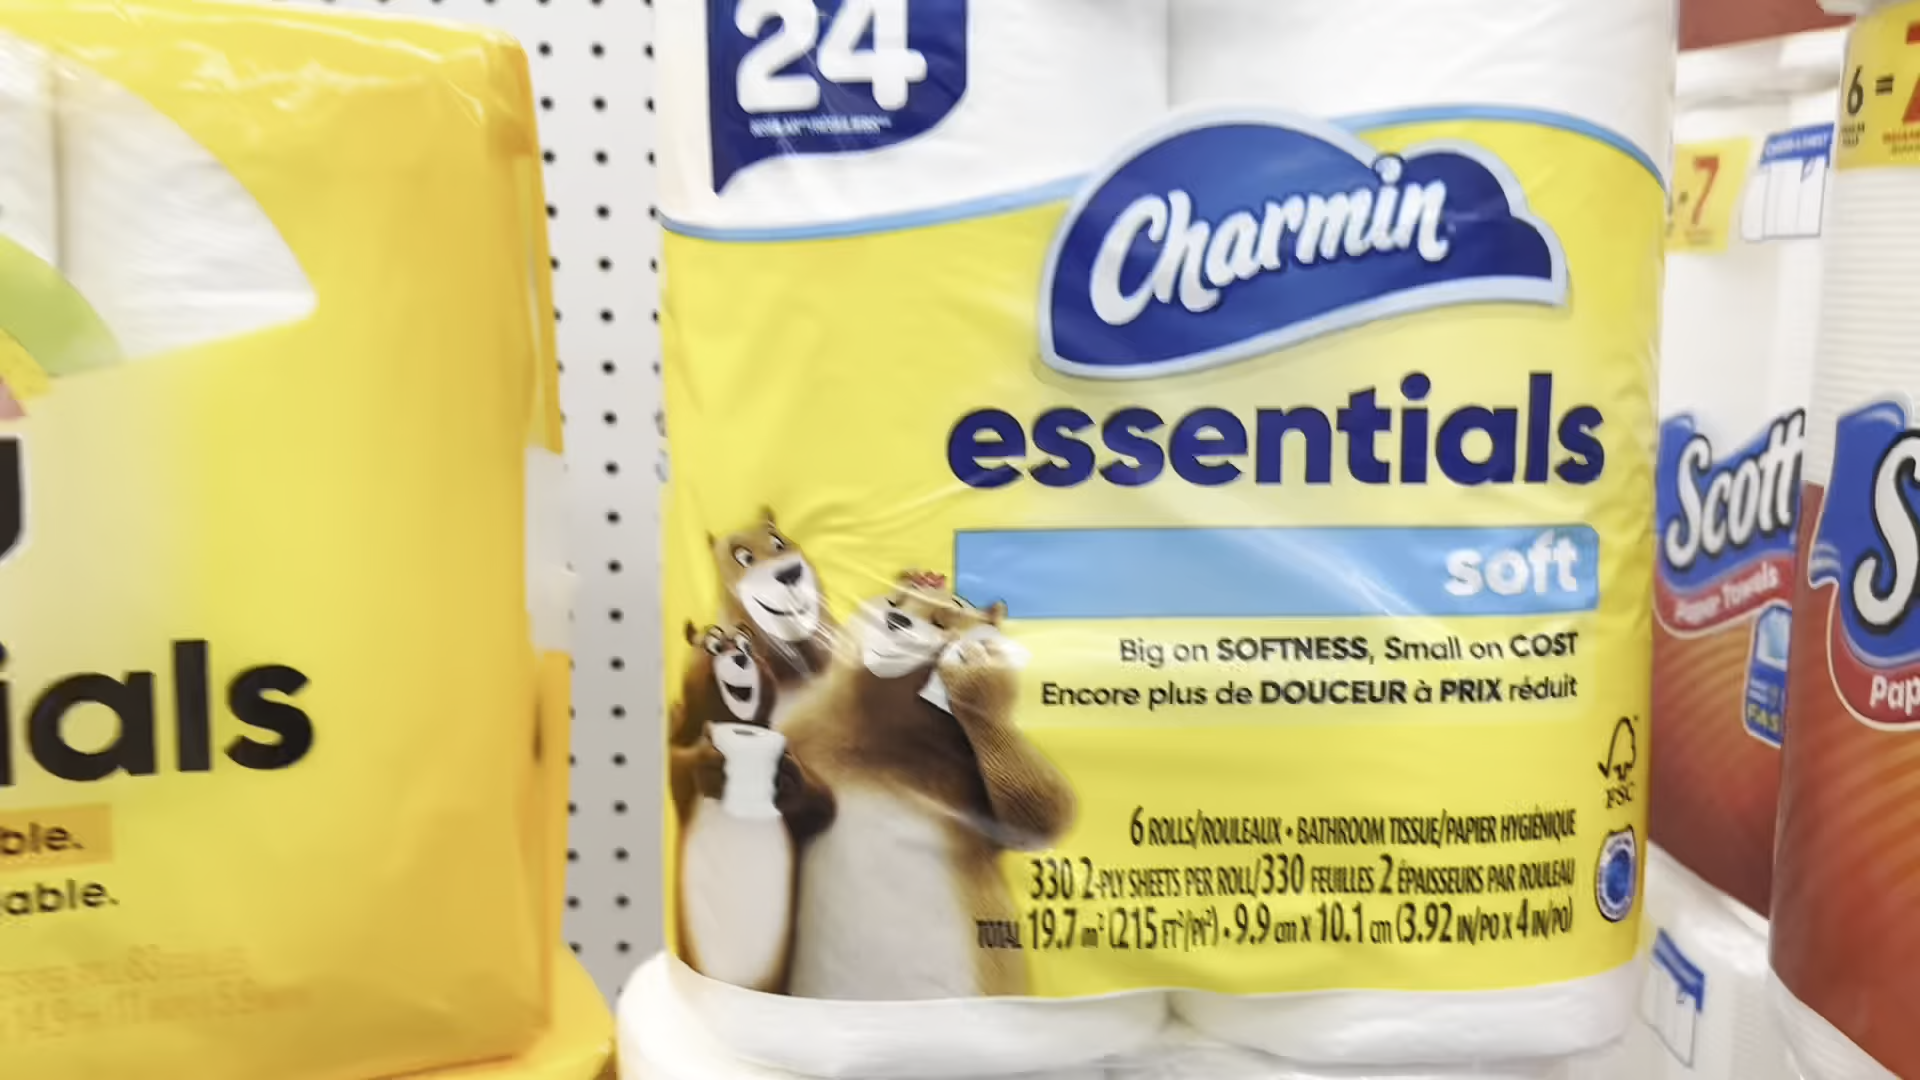 24
Charmin
essentials
soft
Big on SOFTNESS, Small on COST
Encore plus de DOUCEUR à PRIX réduit
FSC
6 ROLLS/ROULEAUX • BATHROOM TISSUE/PAPIER HYGIÉNIQUE
330 2-PLY SHEETS PER ROLL/330 FEUILLES 2 ÉPAISSEURS PAR ROULEAU
TOTAL 19.7 m² (215 FT²/PI²) • 9.9 cm x 10.1 cm (3.92 IN/PO x 4 IN/PO)
ials
ble.
able.
7
6 =
Scott
Paper Towels
S
Pap